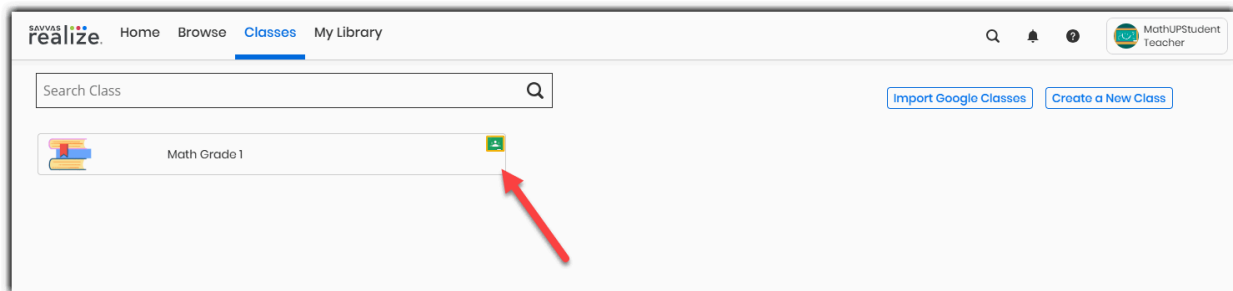 savvas
realize. Home Browse Classes My Library
MathUPStudent
Teacher
Search Class
Import Google Classes Create a New Class
Math Grade 1